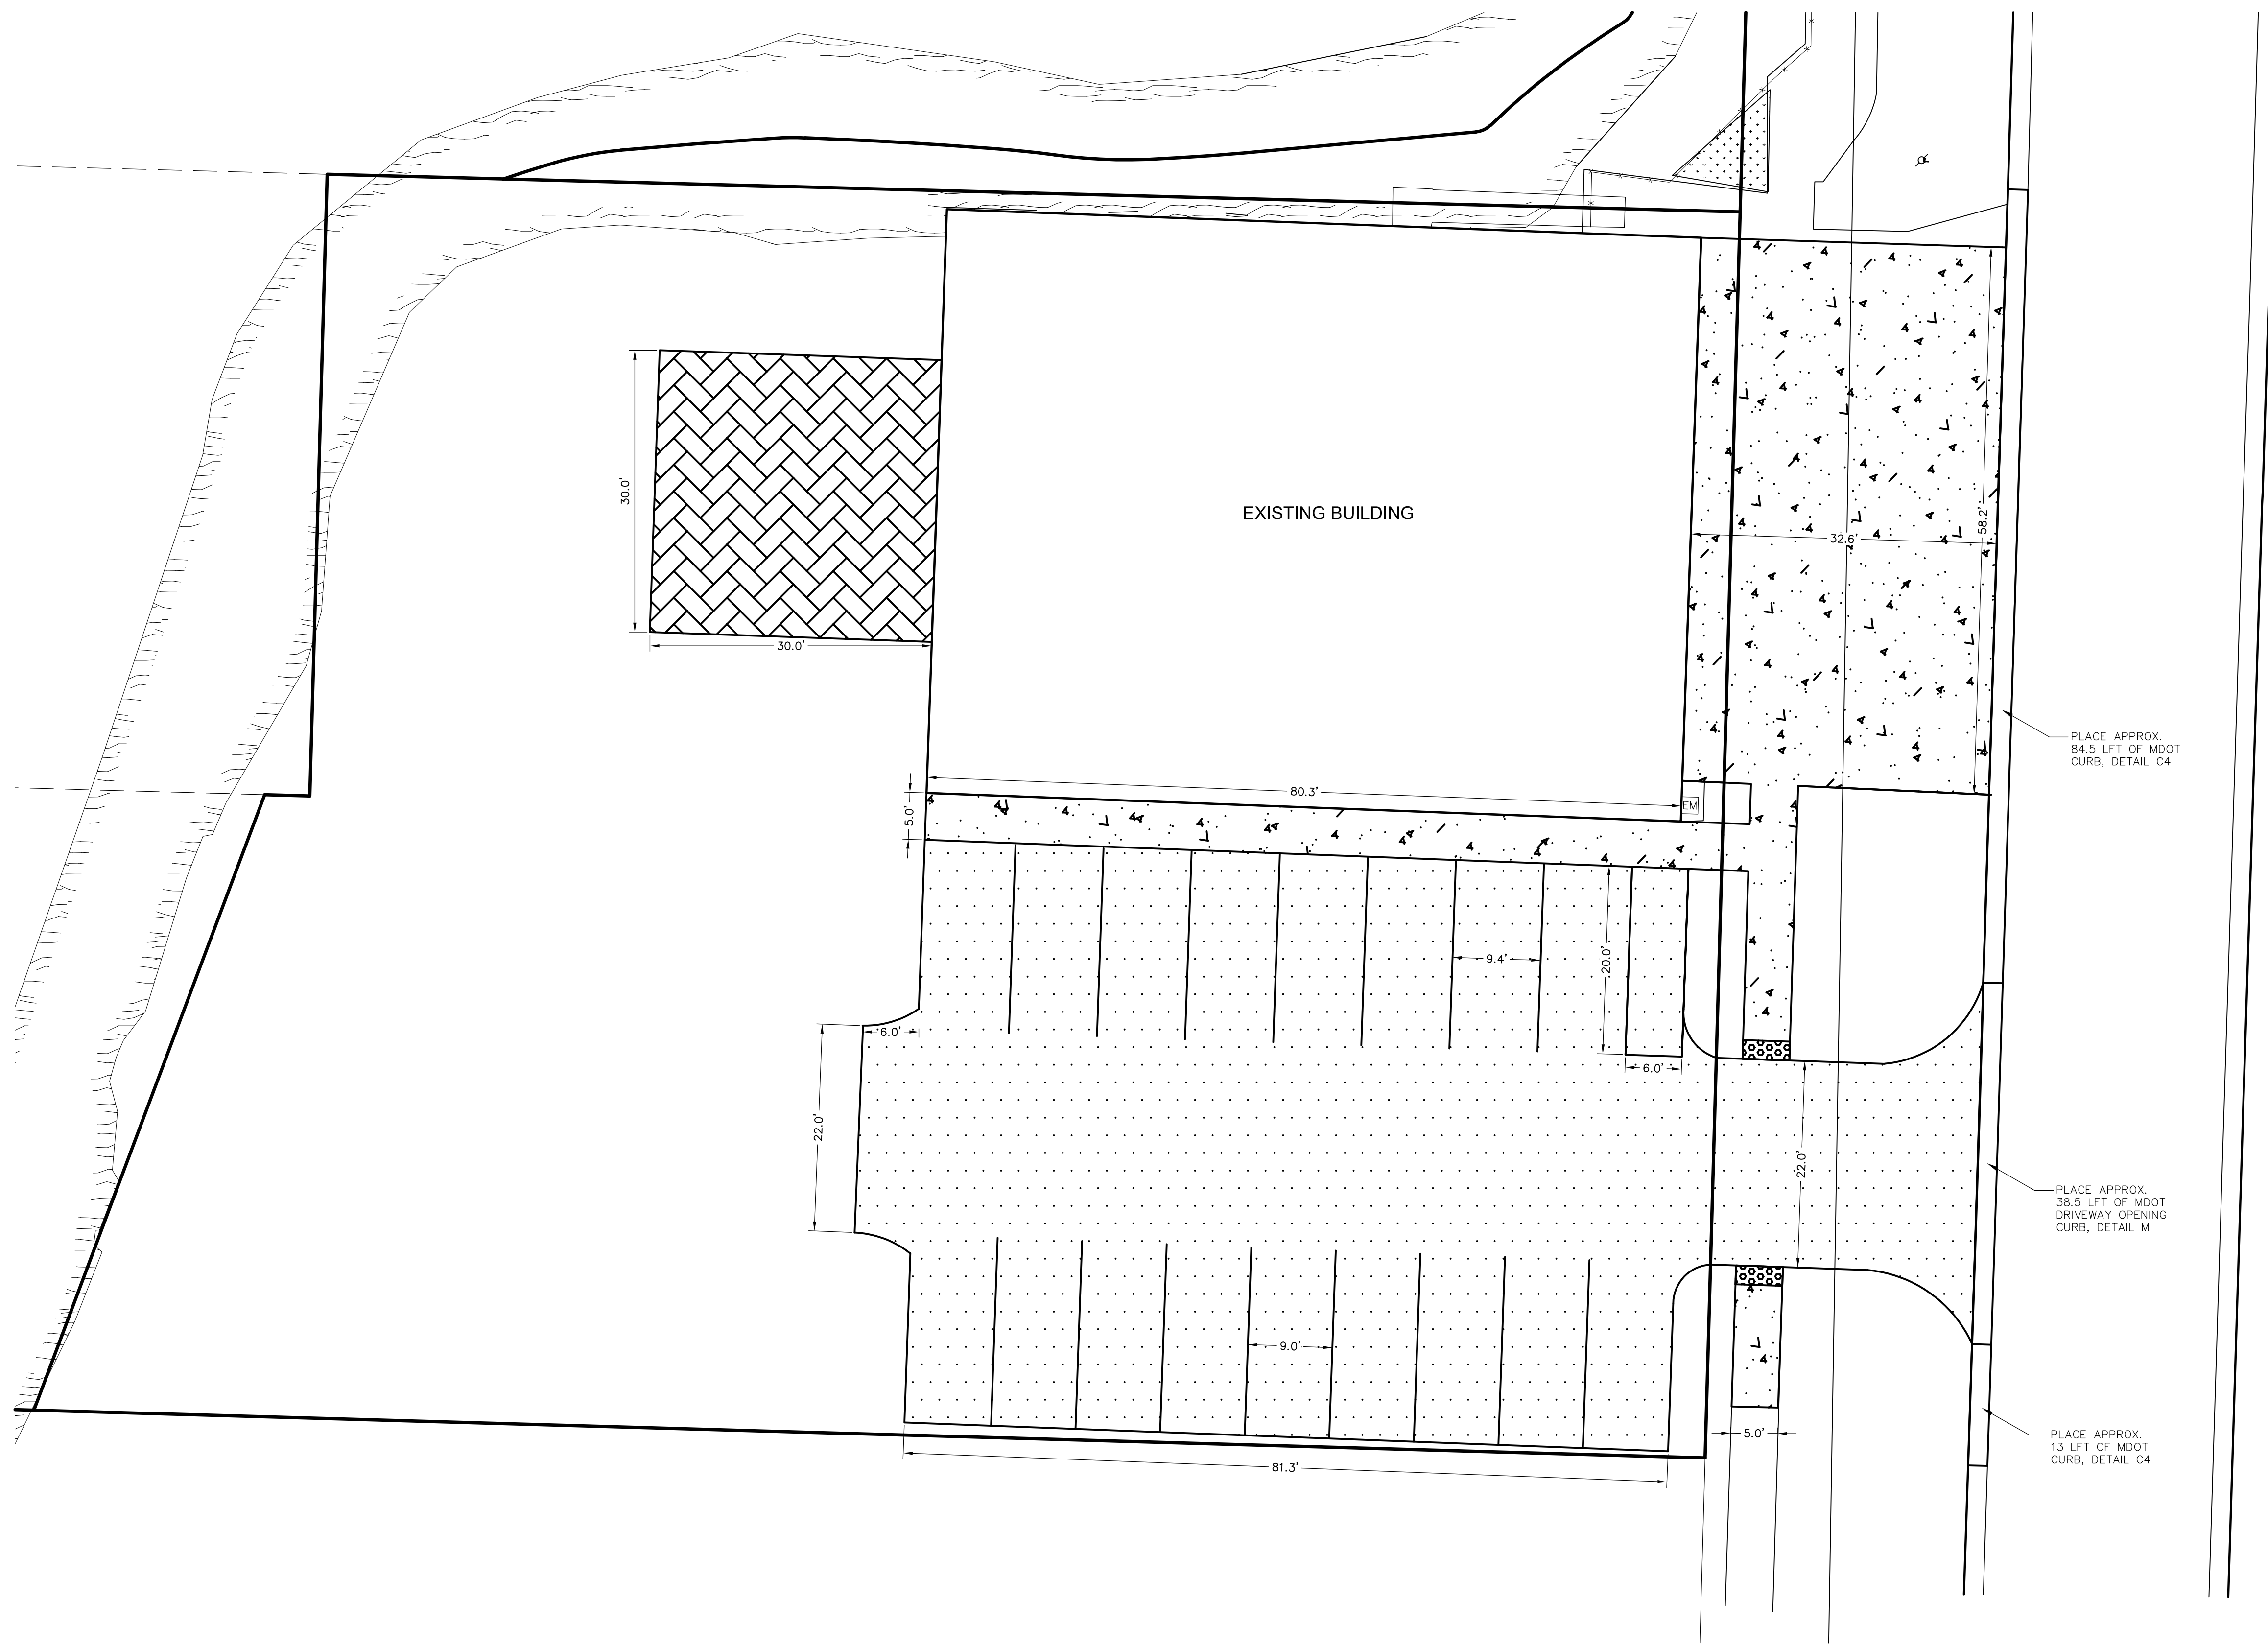 EXISTING BUILDING
30.0'
30.0'
58.2'
32.6'
PLACE APPROX.
84.5 LFT OF MDOT
CURB, DETAIL C4
80.3'
EM
5.0'
9.4'
20.0'
6.0'
6.0'
22.0'
22.0'
PLACE APPROX.
38.5 LFT OF MDOT
DRIVEWAY OPENING
CURB, DETAIL M
9.0'
5.0'
PLACE APPROX.
13 LFT OF MDOT
CURB, DETAIL C4
81.3'